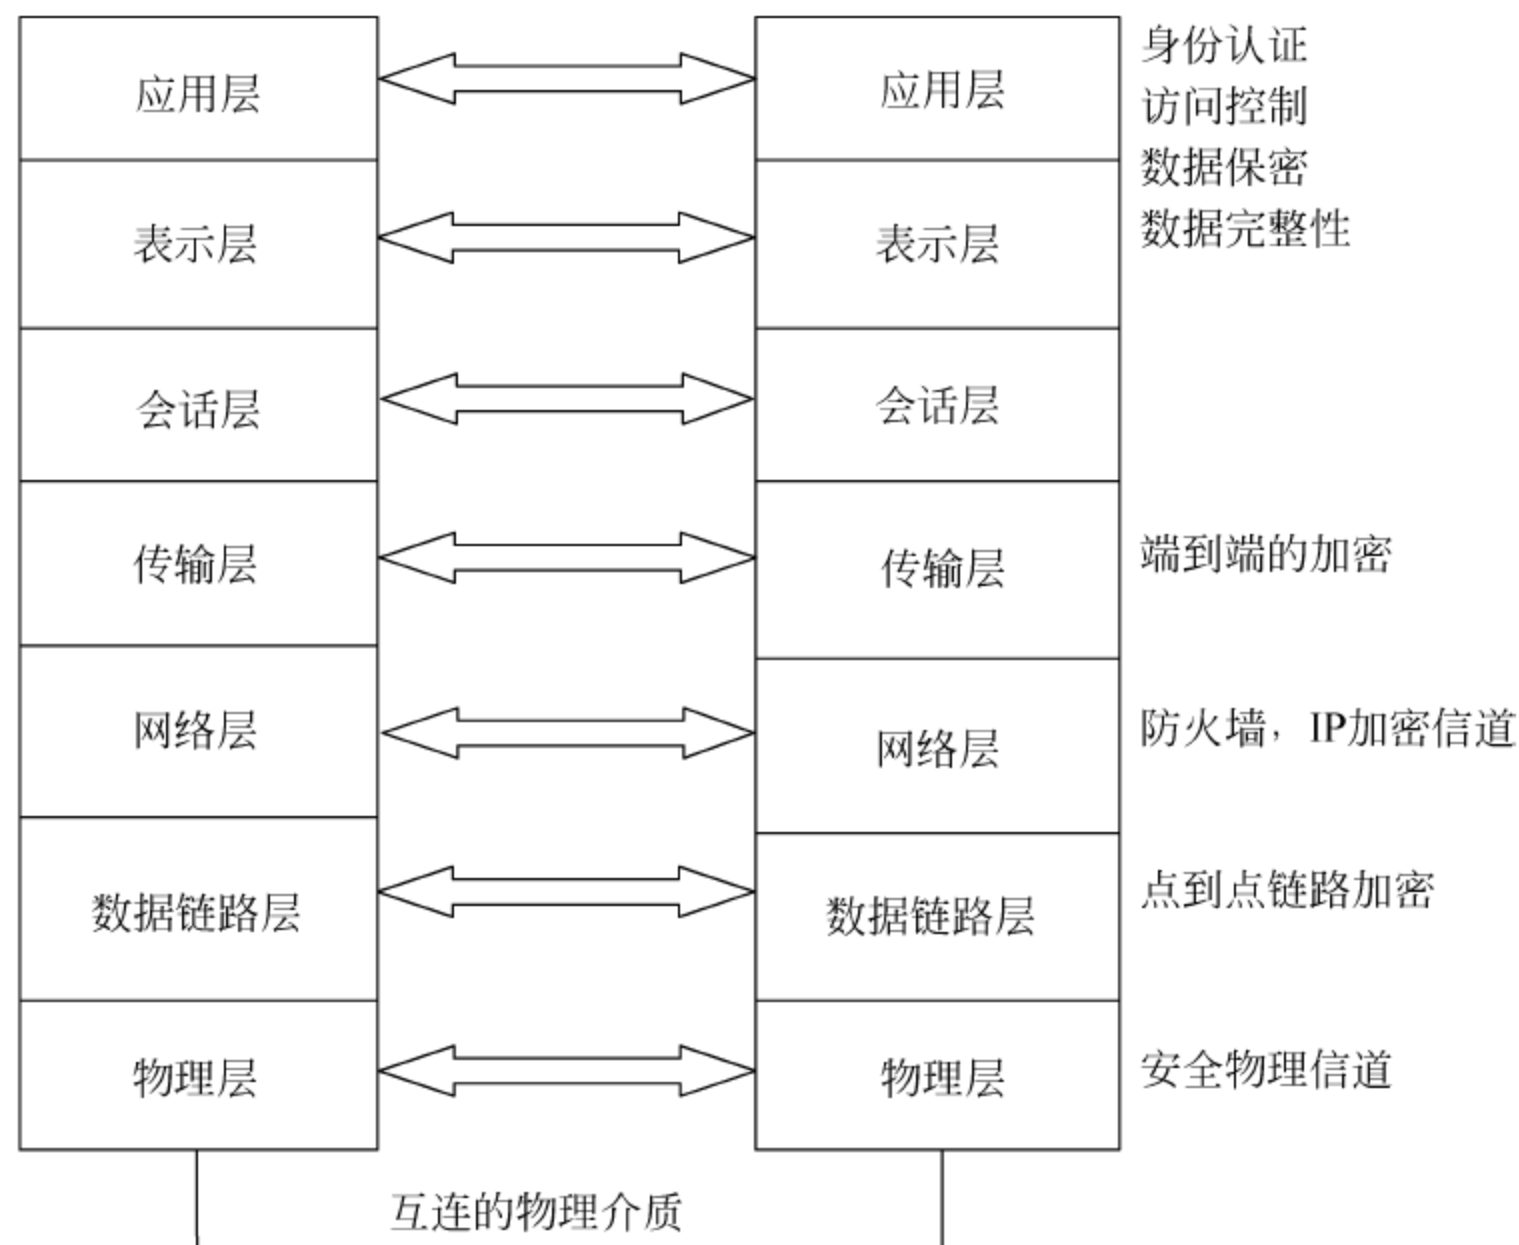 应用层
应用层
身份认证
访问控制
数据保密
数据完整性
表示层
表示层
会话层
会话层
传输层
传输层
端到端的加密
网络层
网络层
防火墙，IP加密信道
数据链路层
数据链路层
点到点链路加密
物理层
物理层
安全物理信道
互连的物理介质